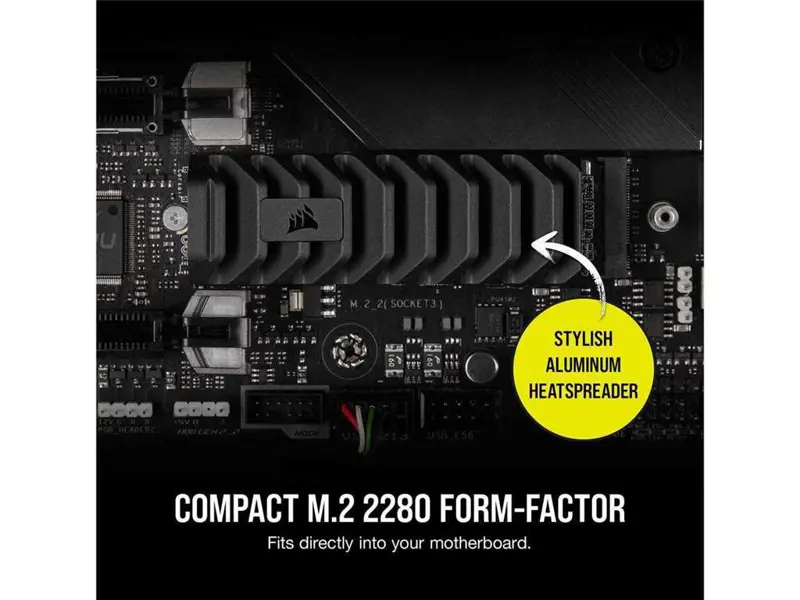 M.2_2(SOCKET3)
STYLISH
ALUMINUM
HEATSPREADER
COMPACT M.2 2280 FORM-FACTOR
Fits directly into your motherboard.